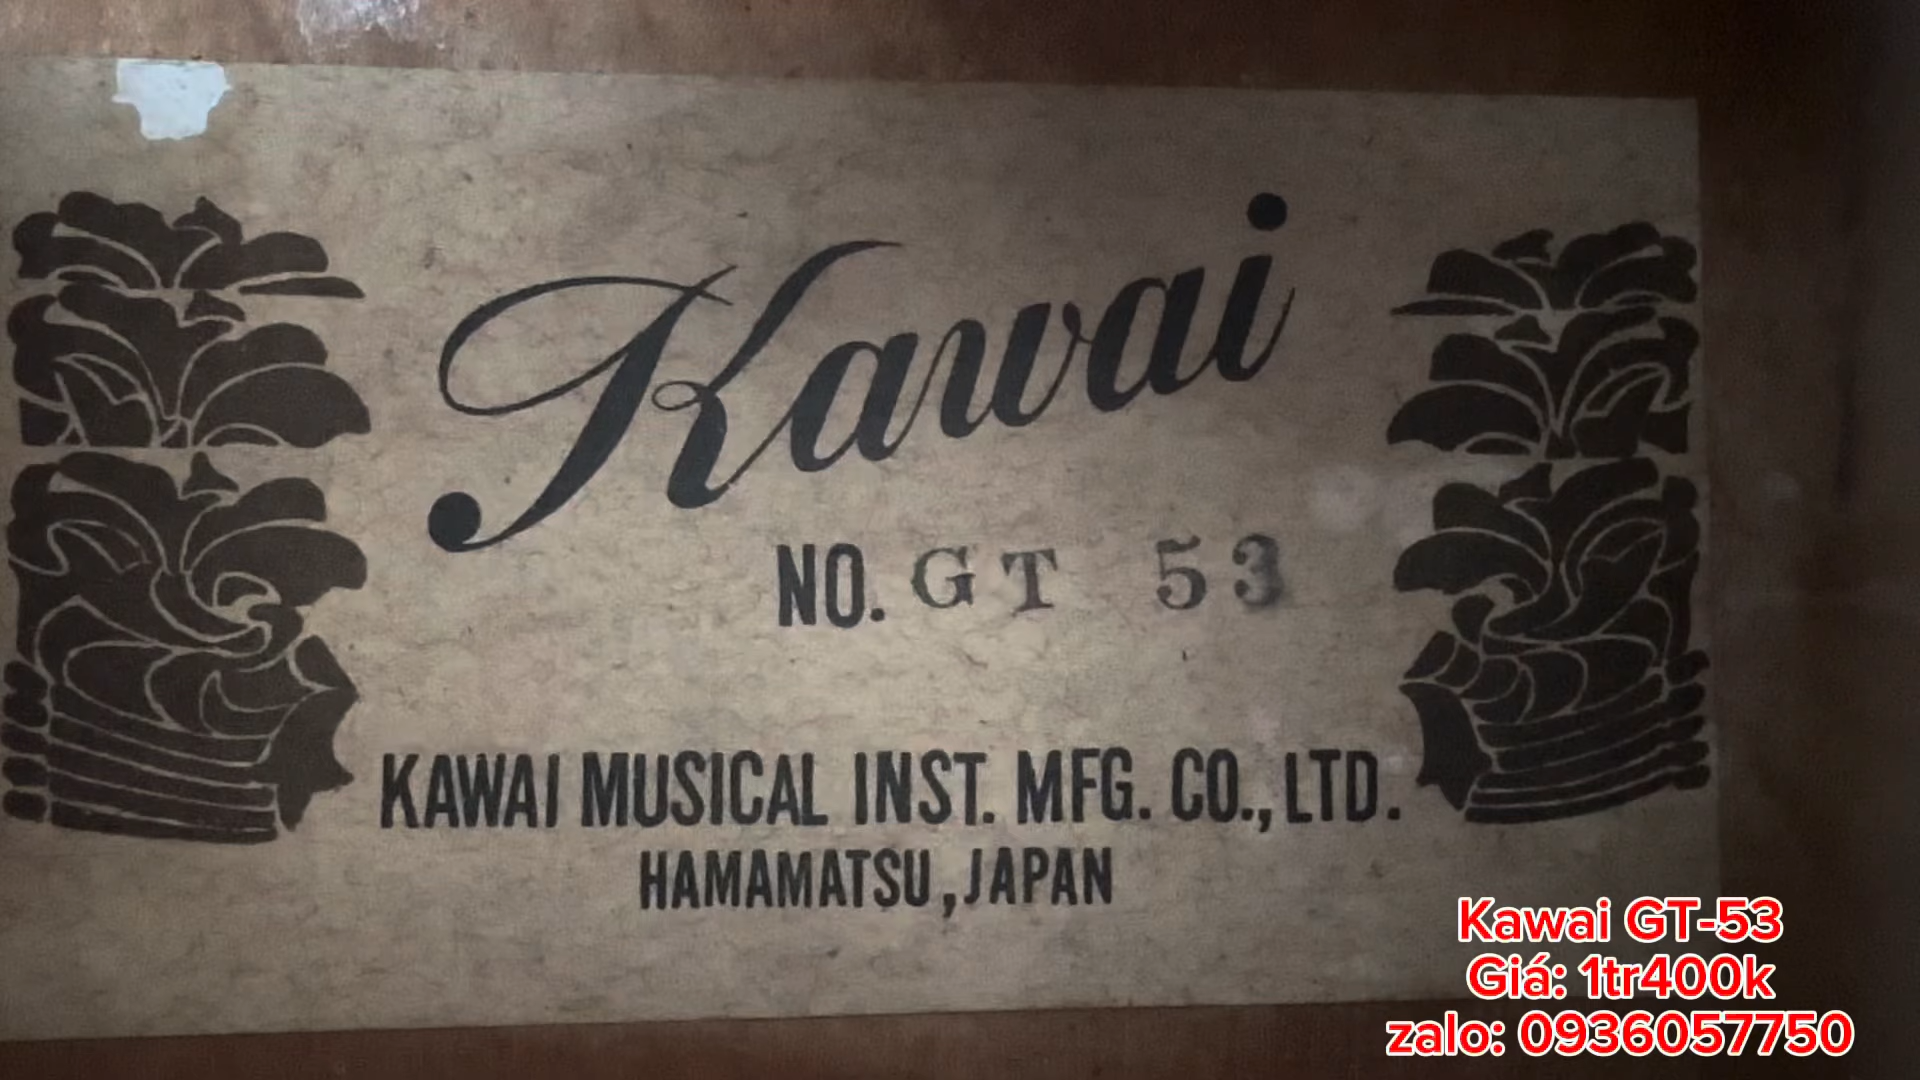 Kawai
NO. GT 53
KAWAI MUSICAL INST. MFG. CO., LTD.
HAMAMATSU, JAPAN
Kawai GT-53
Giá: 1tr400k
zalo: 0936057750